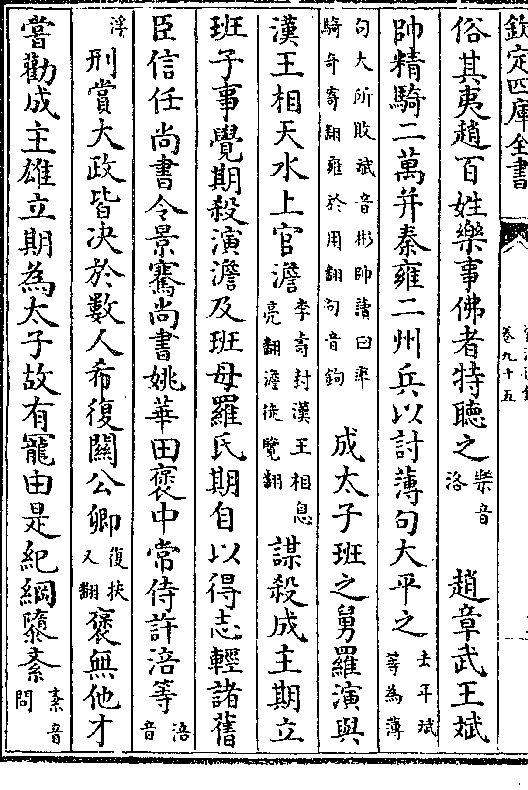 欽定四庫全書
卷九十五
俗其夷趙百姓樂事佛者特聽之樂音洛 趙章武王斌
帥精騎二萬并秦雍二州兵以討薄句大平之去年斌等為薄
句大所敗斌音彬帥讀曰率騎奇寄翻雍於用翻句音鉤 成太子班之舅羅演與
漢王相天水上官澹李壽封漢王相息亮翻澹徒覽翻謀殺成主期立
班子事覺期殺演澹及班母羅氏期自以得志輕諸舊
臣信任尚書令景騫尚書姚華田褒中常侍許涪等涪音
浮刑賞大政皆决於數人希復關公卿復扶又翻褒無他才
嘗勸成主雄立期為太子故有寵由是紀綱隳紊紊音問